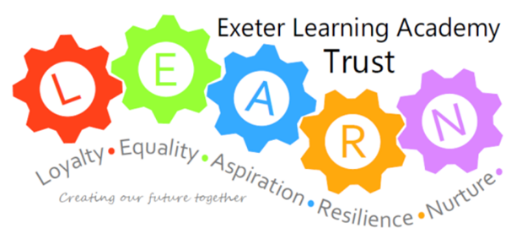 Exeter Learning Academy
Trust
L E A R N
Loyalty • Equality • Aspiration • Resilience • Nurture •
Creating our future together